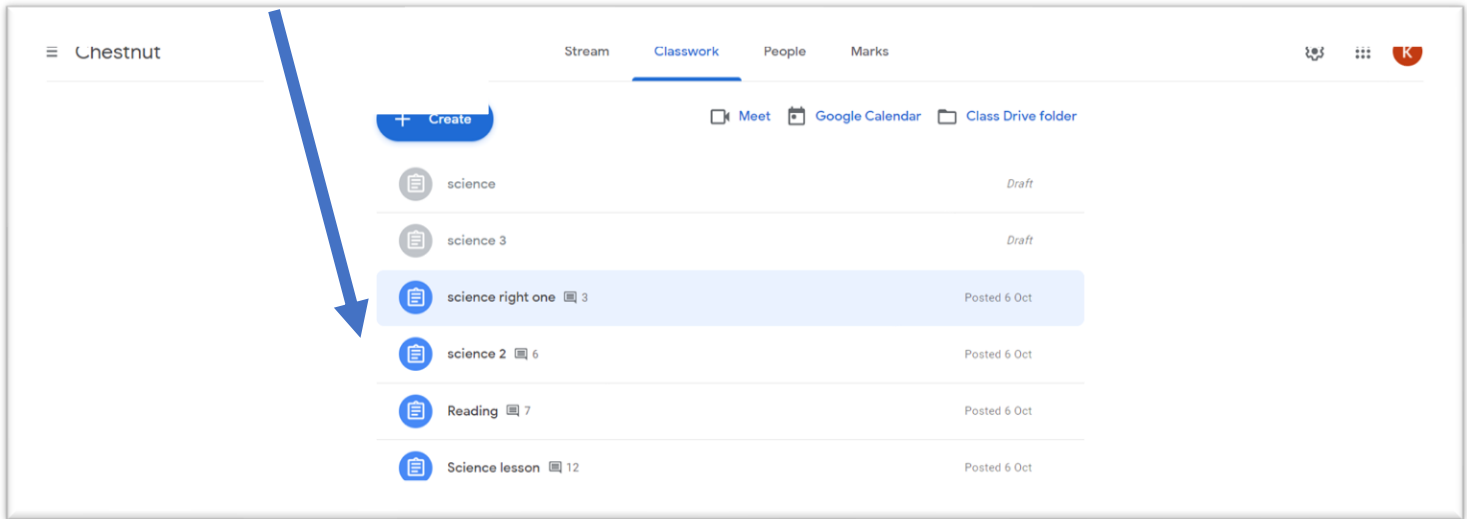 Chestnut
Stream Classwork People Marks
K
+ Create
Meet Google Calendar Class Drive folder
science Draft
science 3 Draft
science right one 3 Posted 6 Oct
science 2 6 Posted 6 Oct
Reading 7 Posted 6 Oct
Science lesson 12 Posted 6 Oct